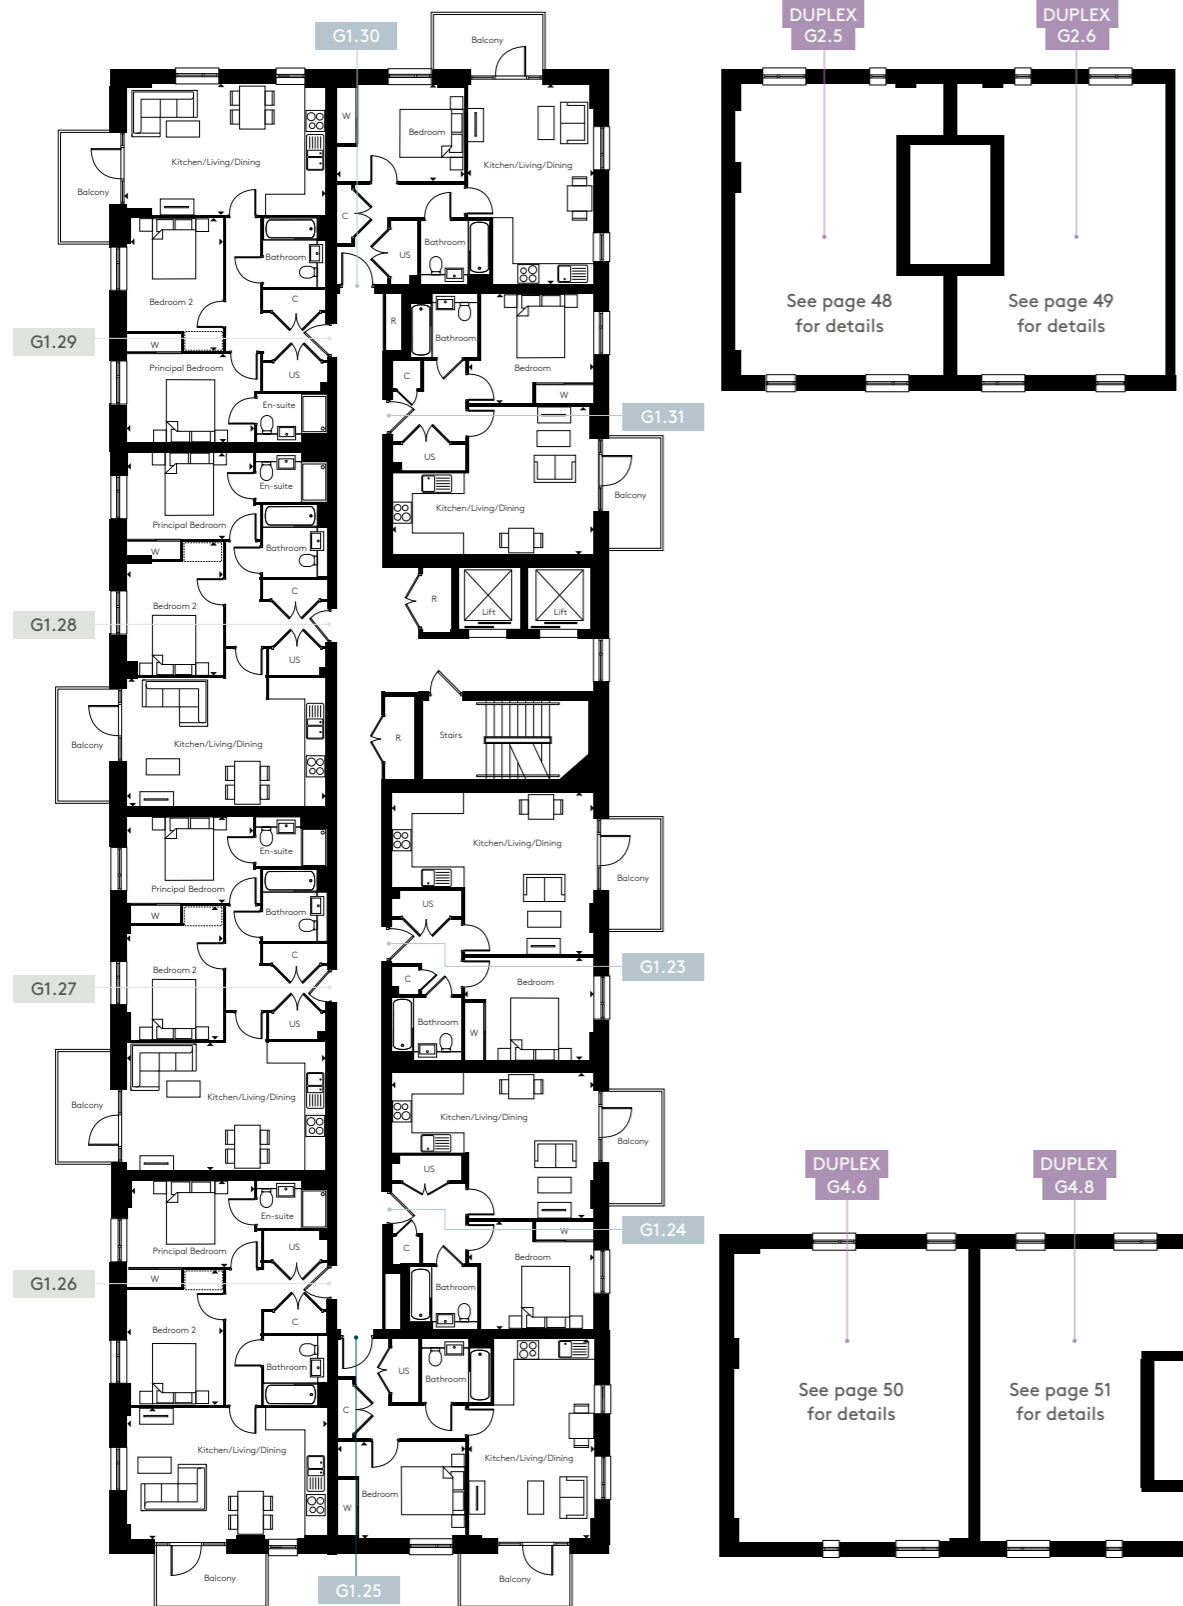 G1.30
Balcony
DUPLEX
G2.5
DUPLEX
G2.6
W
Bedroom
Kitchen/Living/Dining
Kitchen/Living/Dining
Balcony
C
Bathroom
US
Bathroom
Bedroom 2
C
See page 48
for details
See page 49
for details
R
Bathroom
G1.29
W
Principal Bedroom
US
C
Bedroom
W
En-suite
G1.31
US
En-suite
Balcony
Kitchen/Living/Dining
Principal Bedroom
Bathroom
W
C
Bedroom 2
R
Lift
Lift
G1.28
US
Balcony
Kitchen/Living/Dining
R
Stairs
En-suite
Kitchen/Living/Dining
Principal Bedroom
Balcony
W
Bathroom
US
C
Bedroom 2
G1.23
C
Bedroom
G1.27
US
Bathroom
W
Balcony
Kitchen/Living/Dining
Kitchen/Living/Dining
Balcony
US
En-suite
DUPLEX
G4.6
DUPLEX
G4.8
Principal Bedroom
US
G1.24
W
C
Bedroom
W
G1.26
Bathroom
C
Bedroom 2
Bathroom
US
Bathroom
See page 50
for details
See page 51
for details
C
Kitchen/Living/Dining
Kitchen/Living/Dining
Bedroom
W
Balcony
Balcony
G1.25